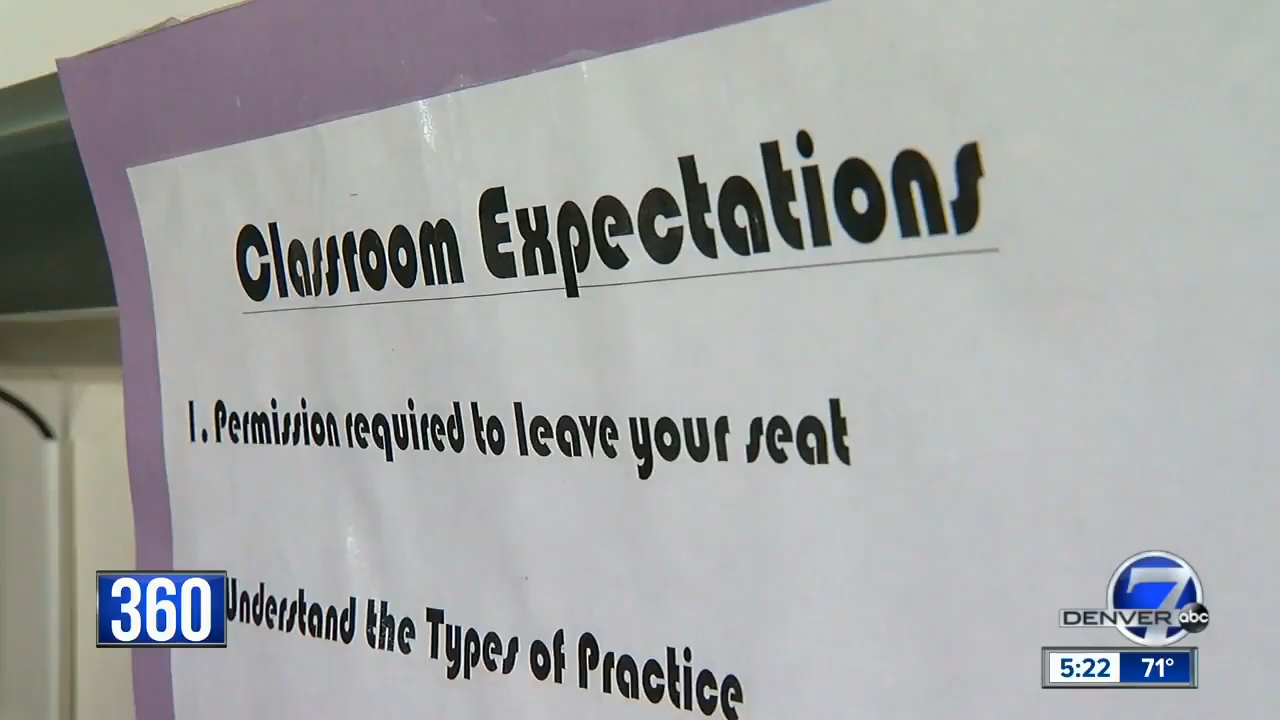 Classroom Expectations
1. Permission required to leave your seat
Understand the Types of Practice
360
7
DENVER abc
5:22 71°